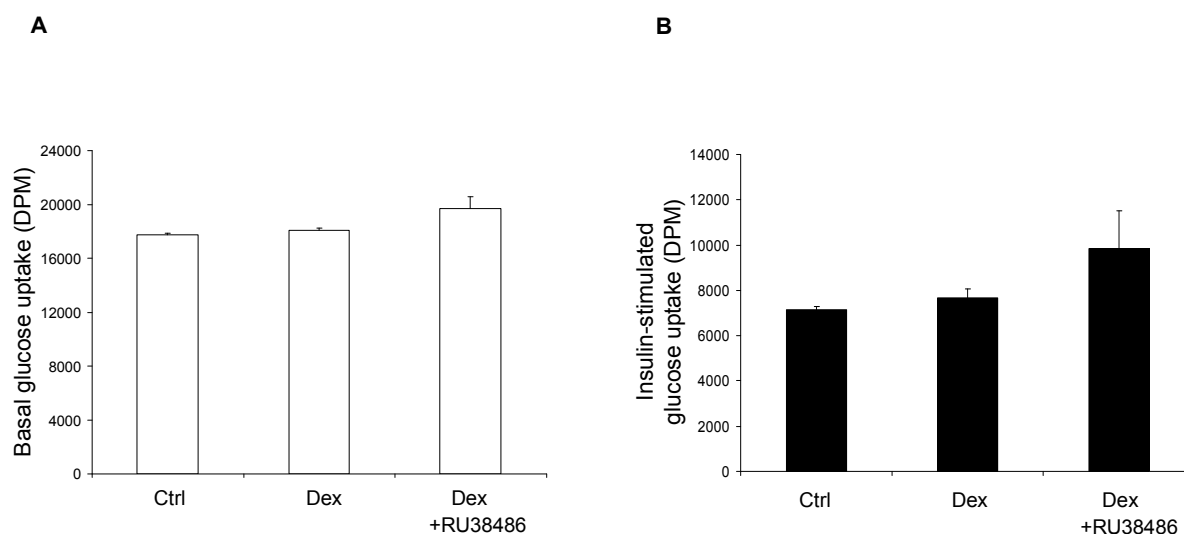 A
B
Basal glucose uptake (DPM)
24000
20000
16000
12000
8000
4000
0
Ctrl
Dex
Dex
+RU38486
Insulin-stimulated
glucose uptake (DPM)
14000
12000
10000
8000
6000
4000
2000
0
Ctrl
Dex
Dex
+RU38486